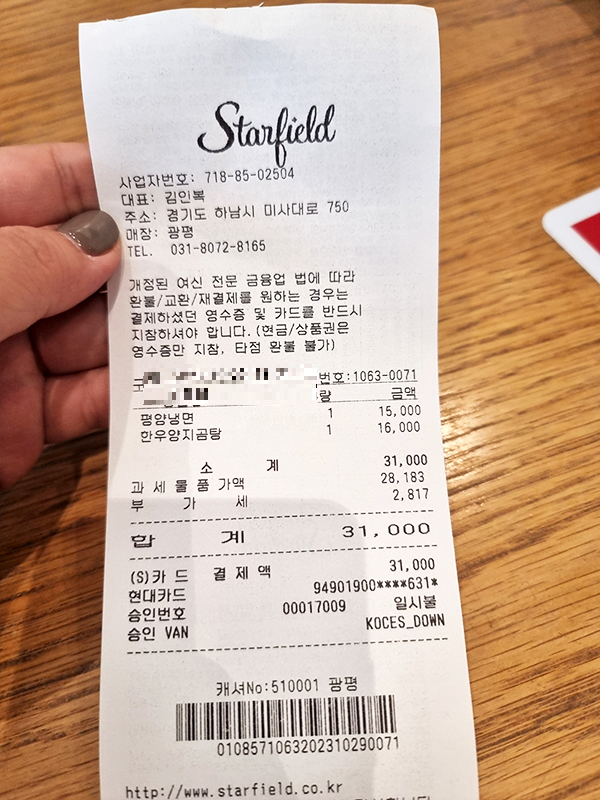 Starfield
사업자번호: 718-85-02504
대표: 김인복
주소: 경기도 하남시 미사대로 750
매장: 광평
TEL. 031-8072-8165
개정된 여신 전문 금융업 법에 따라
환불/교환/재결제를 원하는 경우는
결제하셨던 영수증 및 카드를 반드시
지참하셔야 합니다.(현금/상품권은
영수증만 지참, 타점 환불 불가)
번호:1063-0071
량 금액
평양냉면 1 15,000
한우양지곰탕 1 16,000
소 계 31,000
과 세 물 품 가액 28,183
부 가 세 2,817
합 계 31,000
(S)카 드 결 제 액 31,000
현대카드 94901900****631*
승인번호 00017009 일시불
승인 VAN KOCES_DOWN
캐셔No:510001 광평
0108571063202310290071
http://www.starfield.co.kr